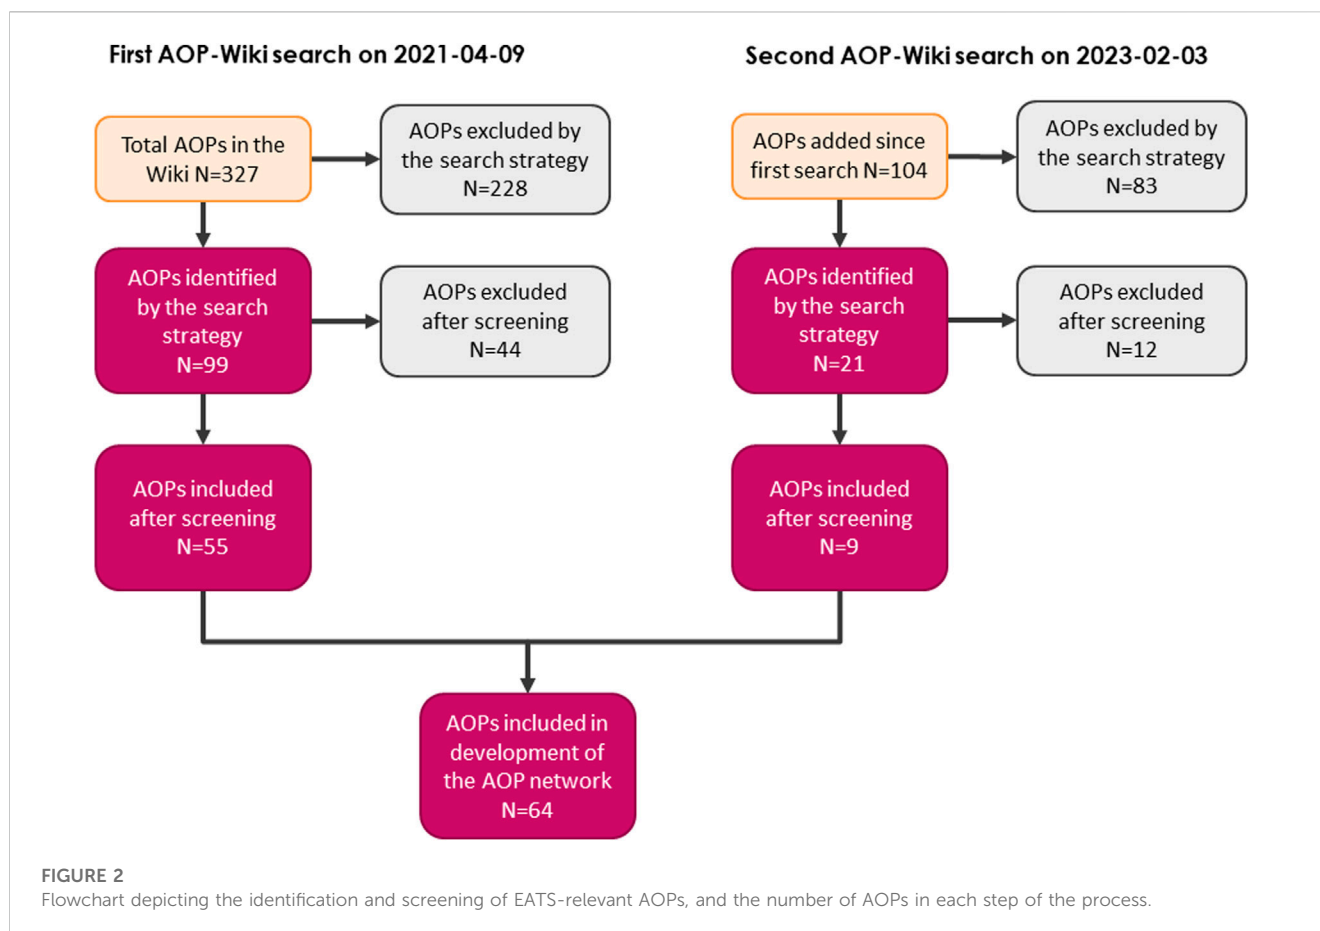 First AOP-Wiki search on 2021-04-09
Total AOPs in the
Wiki N=327
AOPs excluded by
the search strategy
N=228
AOPs identified
by the search
strategy
N=99
AOPs excluded
after screening
N=44
AOPs included
after screening
N=55
Second AOP-Wiki search on 2023-02-03
AOPs added since
first search N=104
AOPs excluded by
the search strategy
N=83
AOPs identified
by the search
strategy
N=21
AOPs excluded
after screening
N=12
AOPs included
after screening
N=9
AOPs included in
development of
the AOP network
N=64
FIGURE 2
Flowchart depicting the identification and screening of EATS-relevant AOPs, and the number of AOPs in each step of the process.